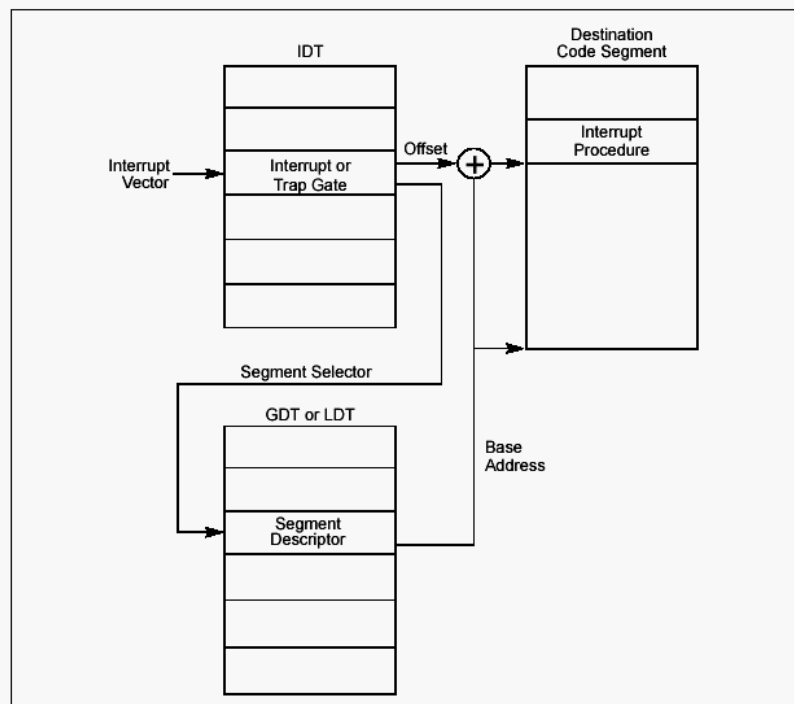 IDT
Destination
Code Segment
Interrupt
Vector
Interrupt or
Trap Gate
Offset
+
Interrupt
Procedure
Segment Selector
GDT or LDT
Segment
Descriptor
Base
Address